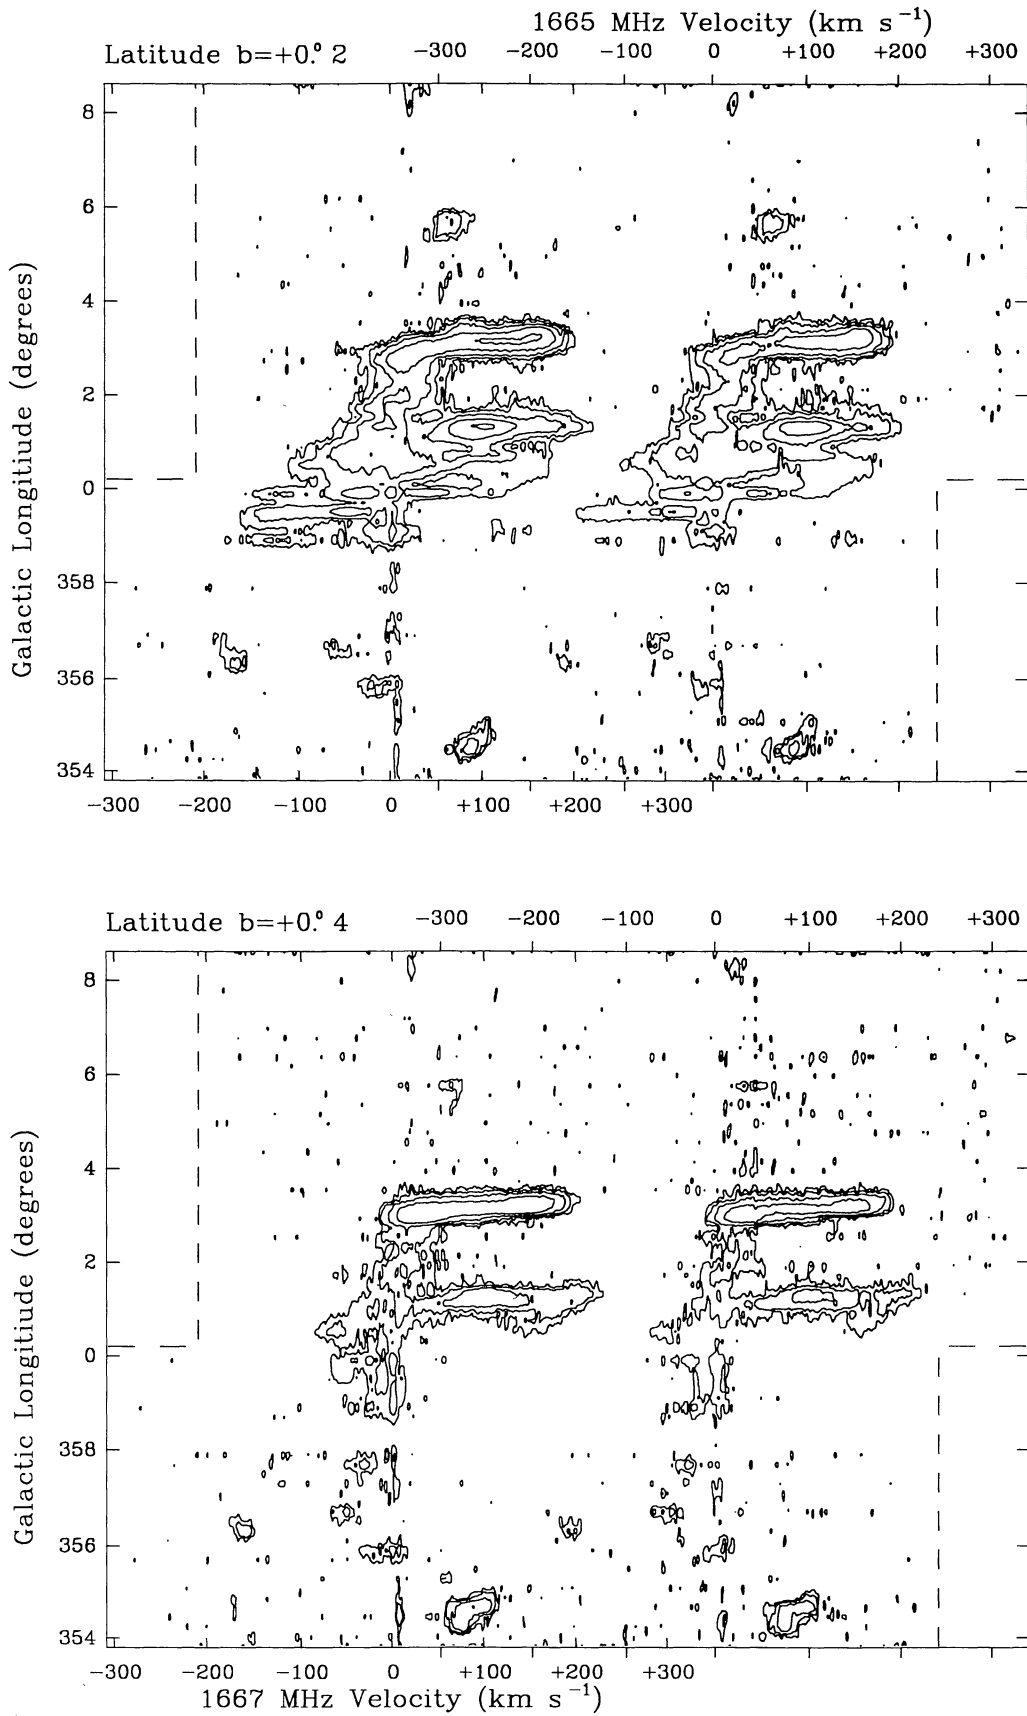 1665 MHz Velocity (km s⁻¹)
Latitude b=+0.°2
−300 −200 −100 0 +100 +200 +300
Galactic Longitiude (degrees)
8
6
4
2
0
358
356
354
−300 −200 −100 0 +100 +200 +300
Latitude b=+0.°4
−300 −200 −100 0 +100 +200 +300
Galactic Longitiude (degrees)
8
6
4
2
0
358
356
354
−300 −200 −100 0 +100 +200 +300
1667 MHz Velocity (km s⁻¹)